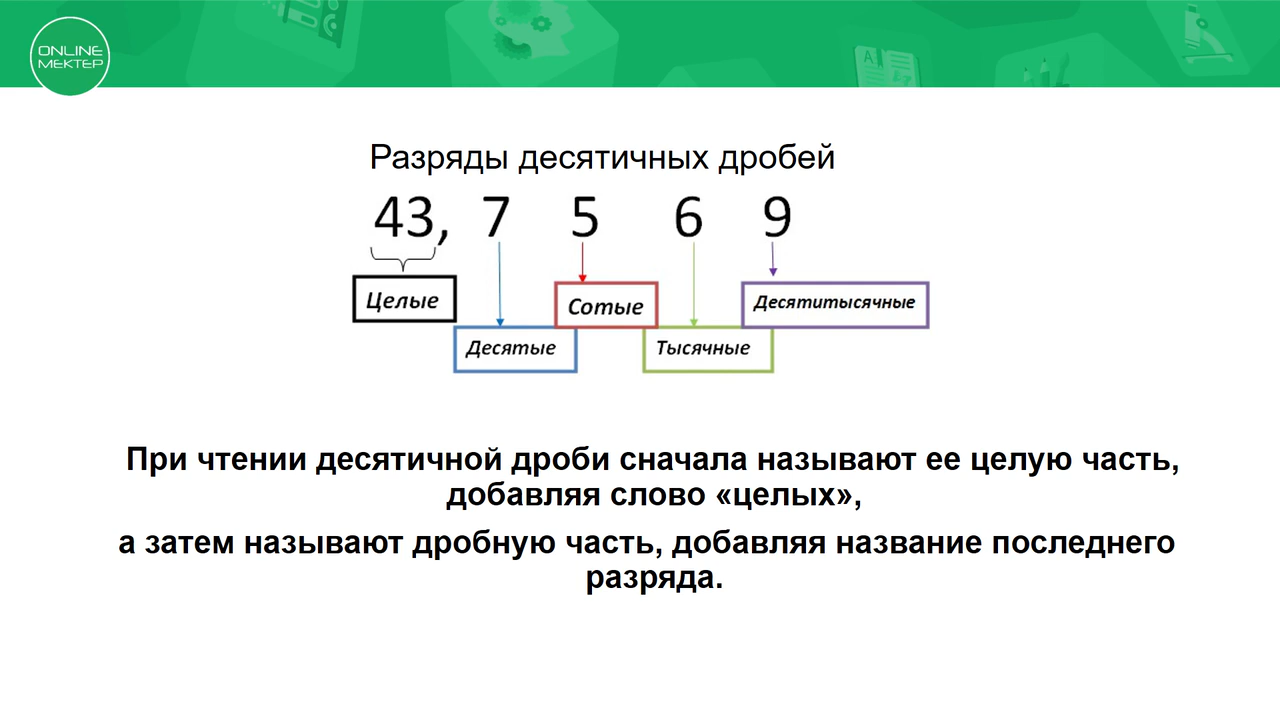 ONLINE
МЕКТЕР
Разряды десятичных дробей
43, 7 5 6 9
Целые
Сотые
Десятитысячные
Десятые
Тысячные
При чтении десятичной дроби сначала называют ее целую часть,
добавляя слово «целых»,
а затем называют дробную часть, добавляя название последнего
разряда.